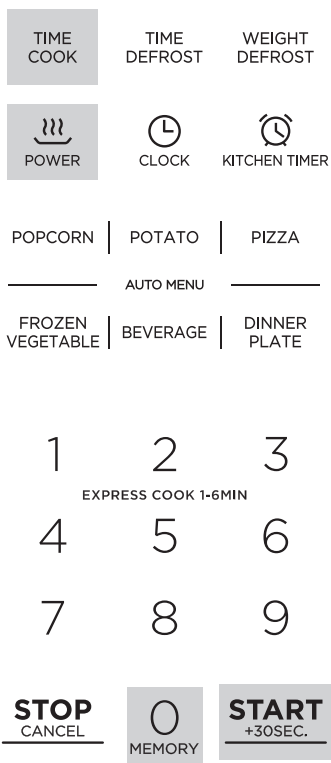 TIME COOK
TIME DEFROST
WEIGHT DEFROST
POWER
CLOCK
KITCHEN TIMER
POPCORN
POTATO
PIZZA
AUTO MENU
FROZEN VEGETABLE
BEVERAGE
DINNER PLATE
1 2 3
EXPRESS COOK 1-6MIN
4 5 6
7 8 9
STOP
CANCEL
0
MEMORY
START
+30SEC.